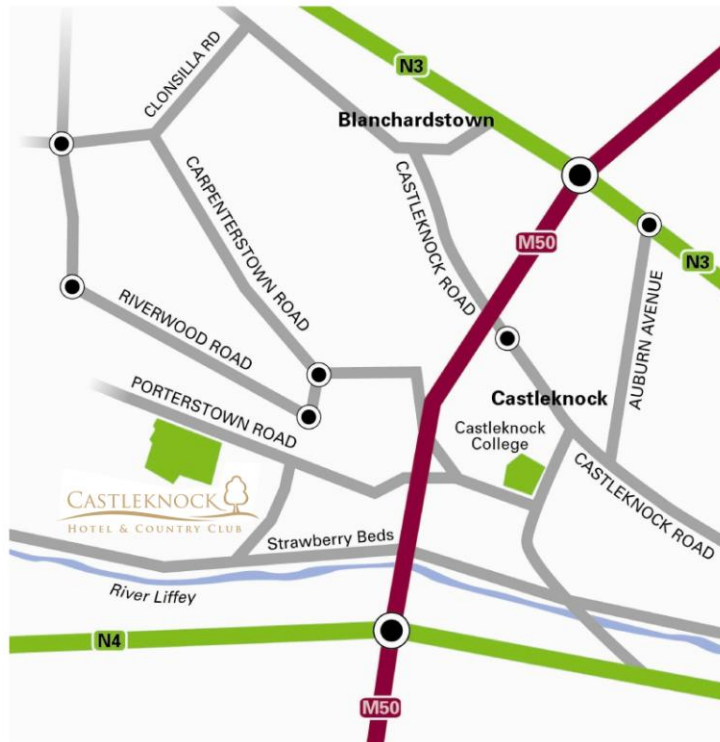 N3
CLONSILLA RD
Blanchardstown
CARPENTERSTOWN ROAD
CASTLEKNOCK ROAD
M50
N3
RIVERWOOD ROAD
AUBURN AVENUE
PORTERSTOWN ROAD
Castleknock
Castleknock
College
CASTLEKNOCK ROAD
CASTLEKNOCK
HOTEL & COUNTRY CLUB
Strawberry Beds
River Liffey
N4
M50